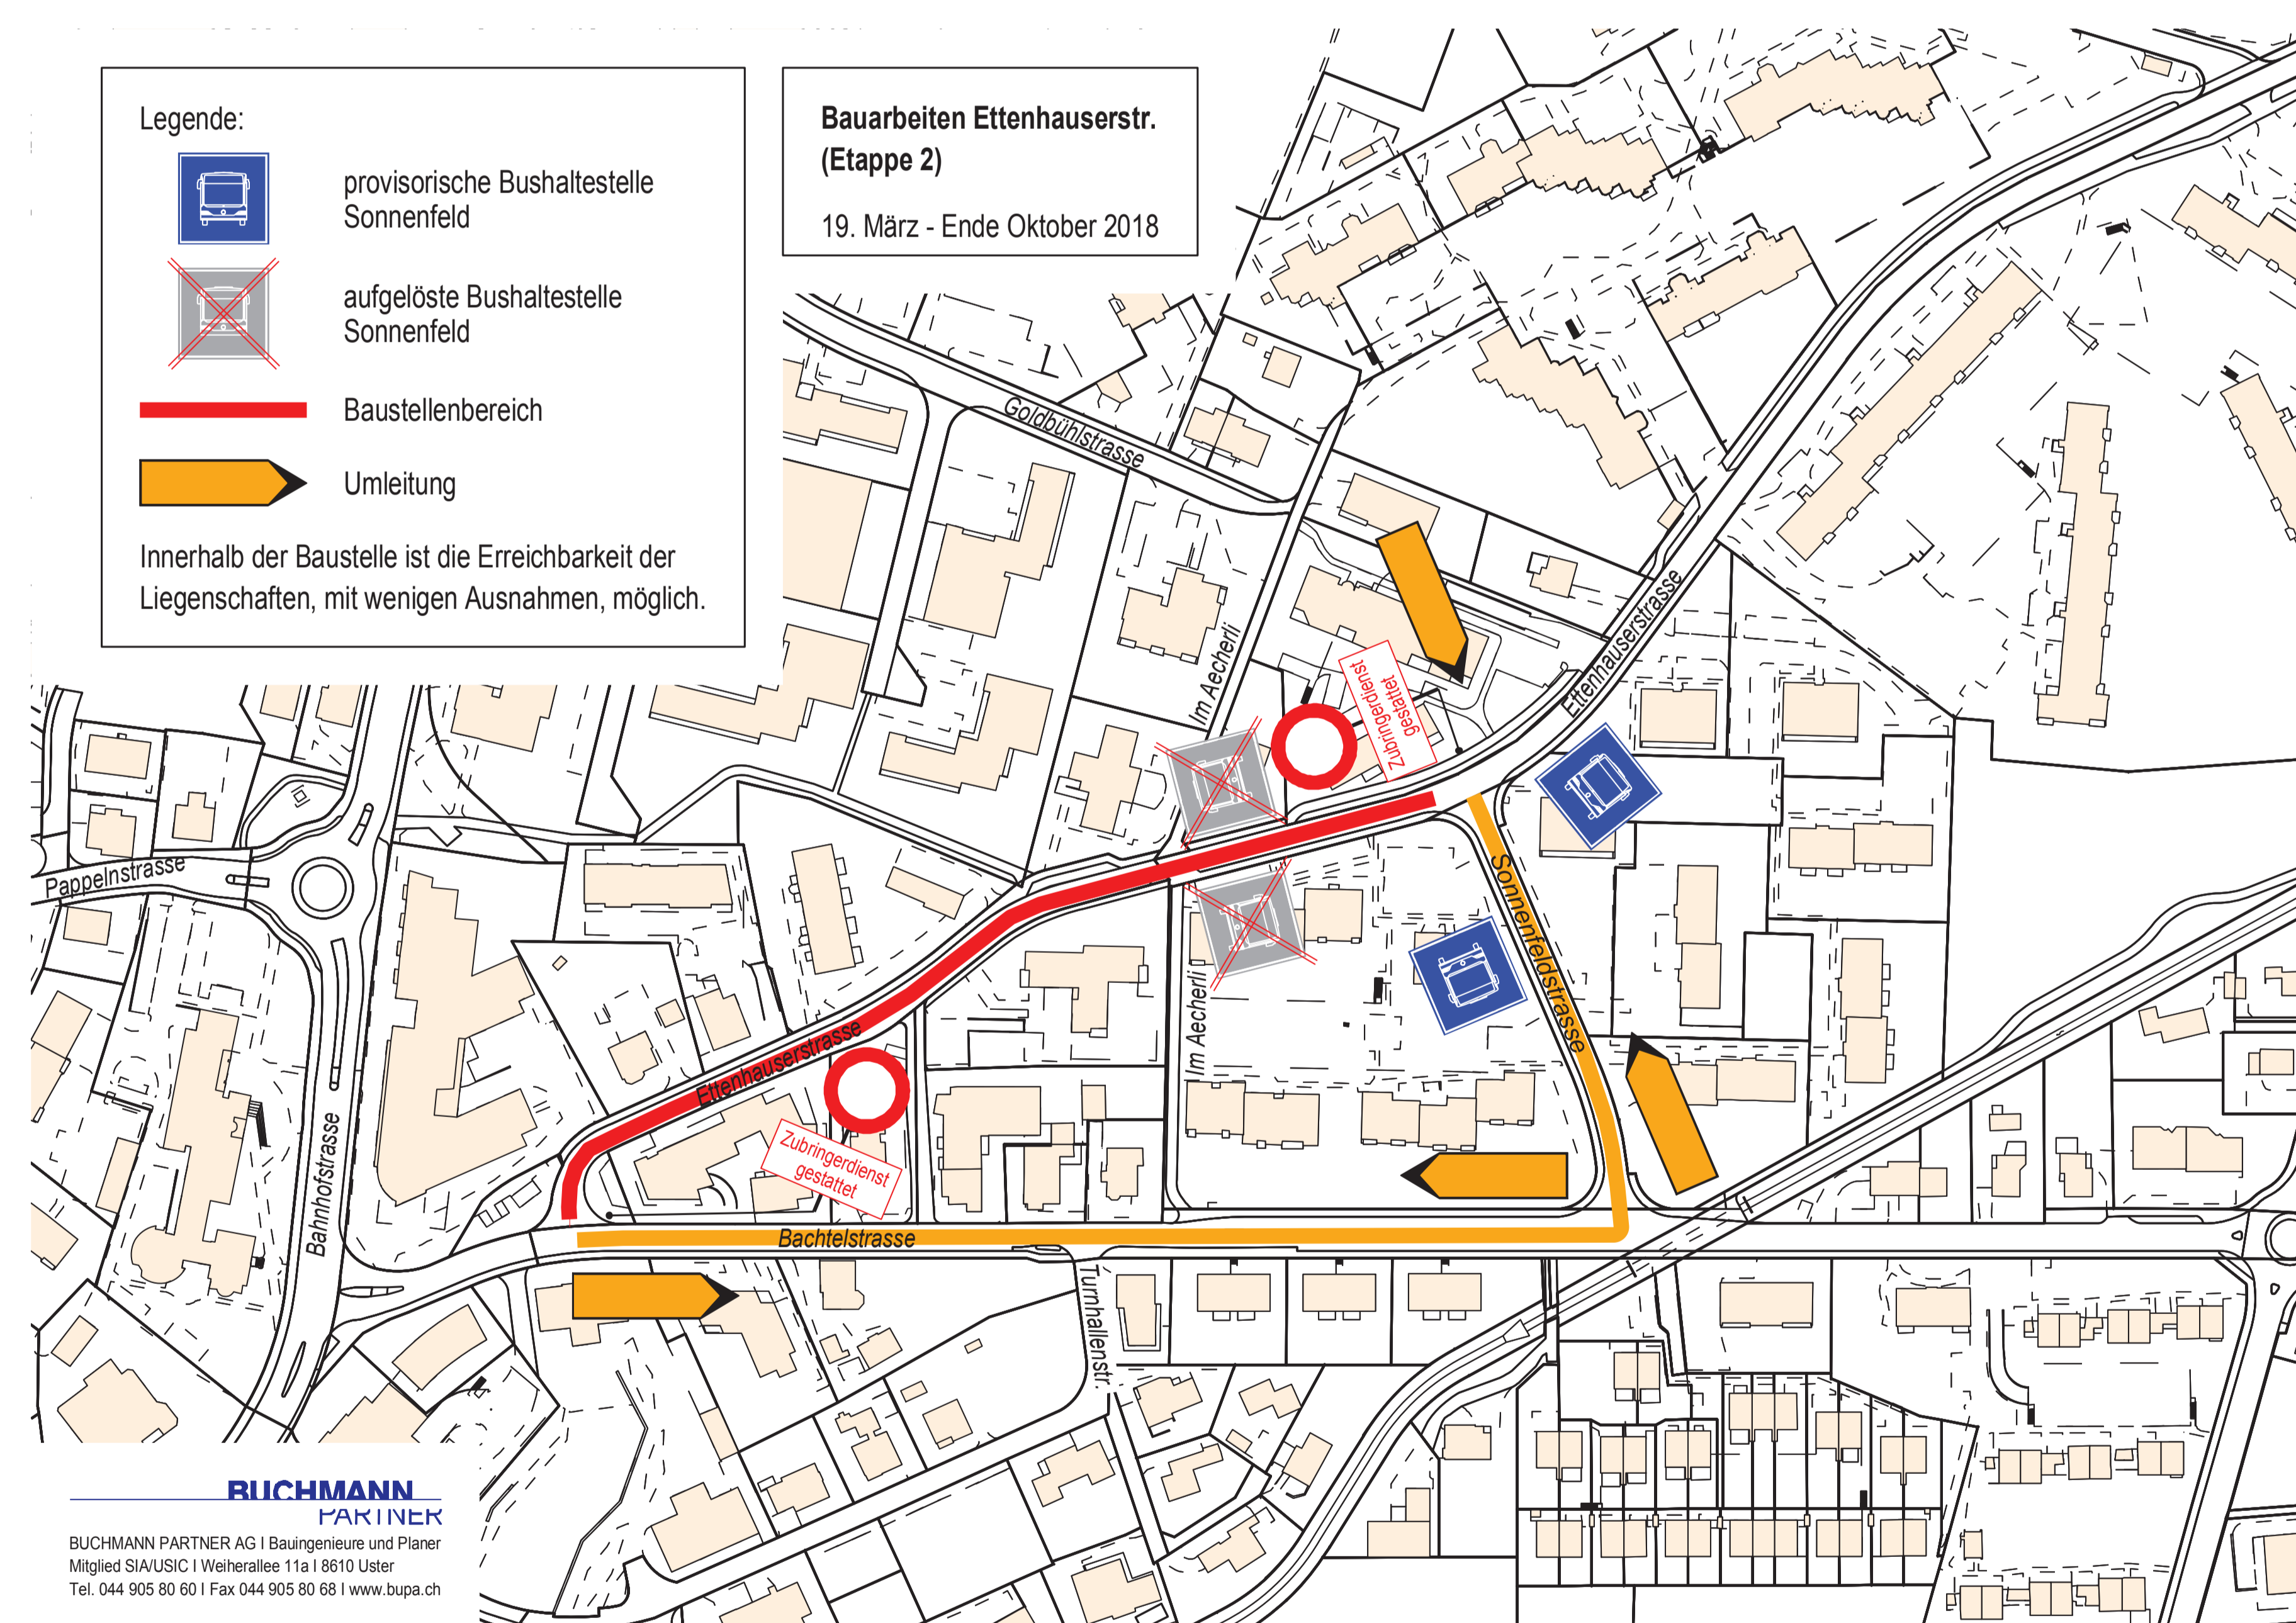 Legende:
provisorische Bushaltestelle
Sonnenfeld
aufgelöste Bushaltestelle
Sonnenfeld
Baustellenbereich
Umleitung
Innerhalb der Baustelle ist die Erreichbarkeit der
Liegenschaften, mit wenigen Ausnahmen, möglich.
Bauarbeiten Ettenhauserstr.
(Etappe 2)
19. März - Ende Oktober 2018
Goldbühlstrasse
Im Aecherli
Ettenhauserstrasse
Zubringerdienst
gestattet
Pappelnstrasse
Sonnenfeldstrasse
Im Aecherli
Ettenhauserstrasse
Bahnhofstrasse
Zubringerdienst
gestattet
Bachtelstrasse
Turnhallenstr.
BUCHMANN
PARTNER
BUCHMANN PARTNER AG I Bauingenieure und Planer
Mitglied SIA/USIC I Weiherallee 11a I 8610 Uster
Tel. 044 905 80 60 I Fax 044 905 80 68 I www.bupa.ch